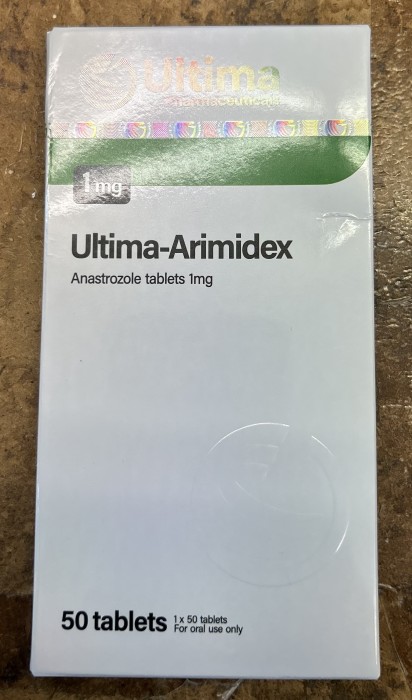 Ultima
Pharmaceuticals
1mg
Ultima-Arimidex
Anastrozole tablets 1mg
50 tablets
1 x 50 tablets
For oral use only